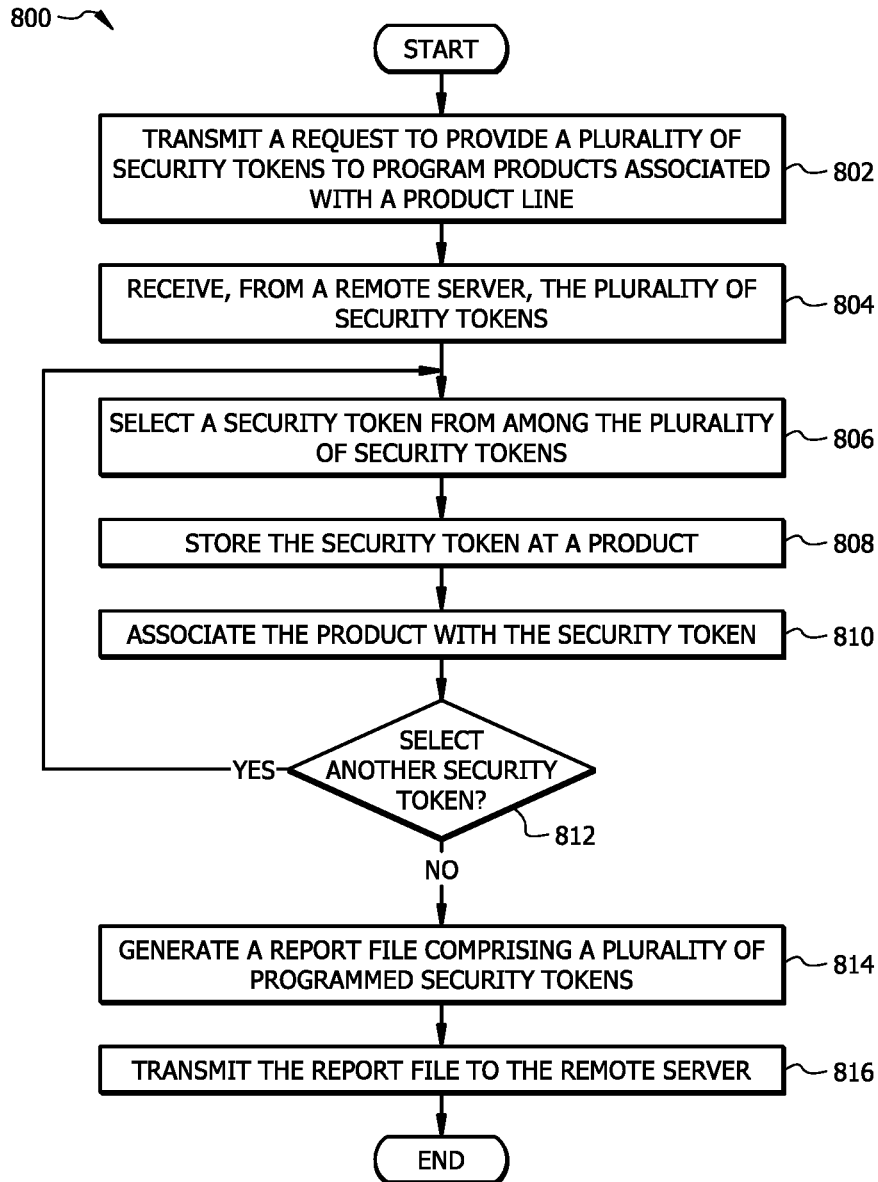 800
START
TRANSMIT A REQUEST TO PROVIDE A PLURALITY OF
SECURITY TOKENS TO PROGRAM PRODUCTS ASSOCIATED
WITH A PRODUCT LINE
802
RECEIVE, FROM A REMOTE SERVER, THE PLURALITY OF
SECURITY TOKENS
804
SELECT A SECURITY TOKEN FROM AMONG THE PLURALITY
OF SECURITY TOKENS
806
STORE THE SECURITY TOKEN AT A PRODUCT
808
ASSOCIATE THE PRODUCT WITH THE SECURITY TOKEN
810
SELECT
ANOTHER SECURITY
TOKEN?
YES
812
NO
GENERATE A REPORT FILE COMPRISING A PLURALITY OF
PROGRAMMED SECURITY TOKENS
814
TRANSMIT THE REPORT FILE TO THE REMOTE SERVER
816
END